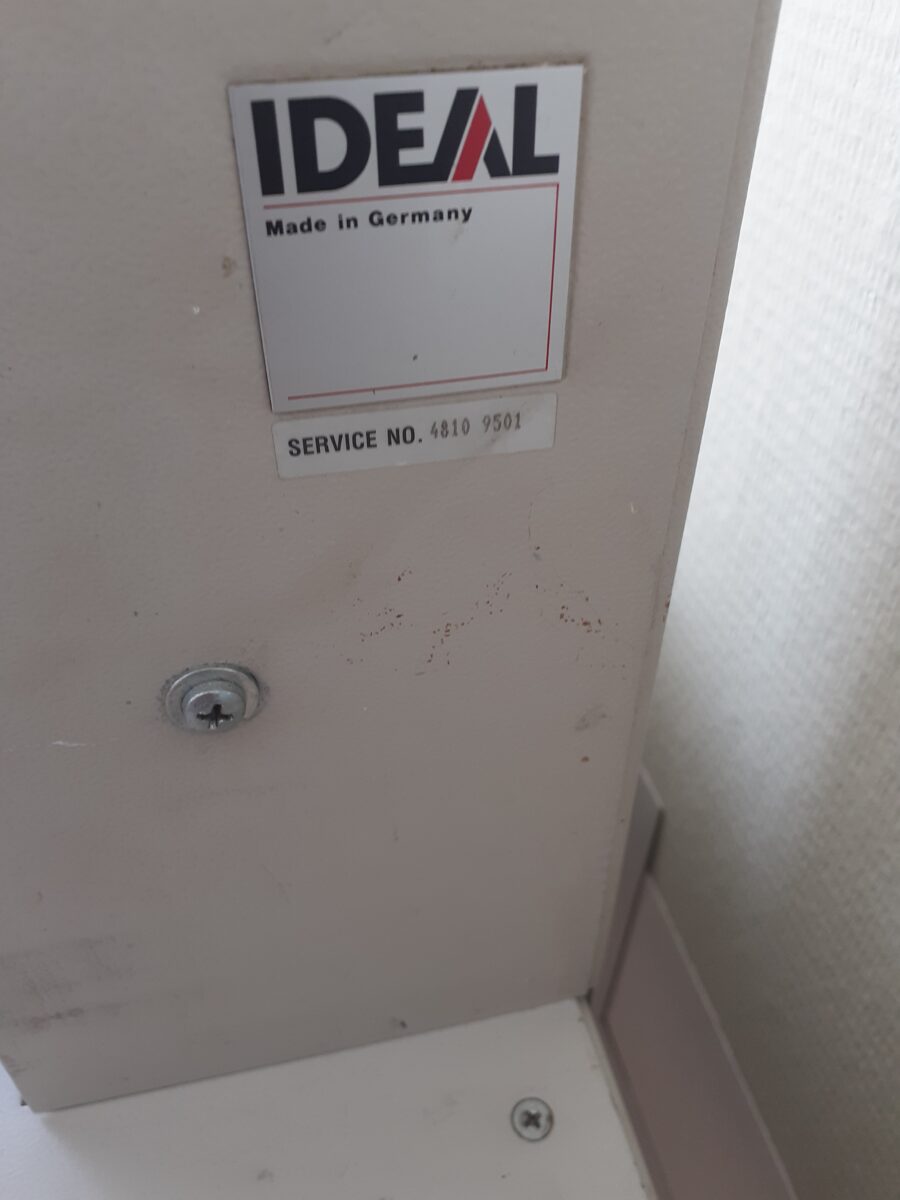 IDEAL
Made in Germany
SERVICE NO. 4810 9501